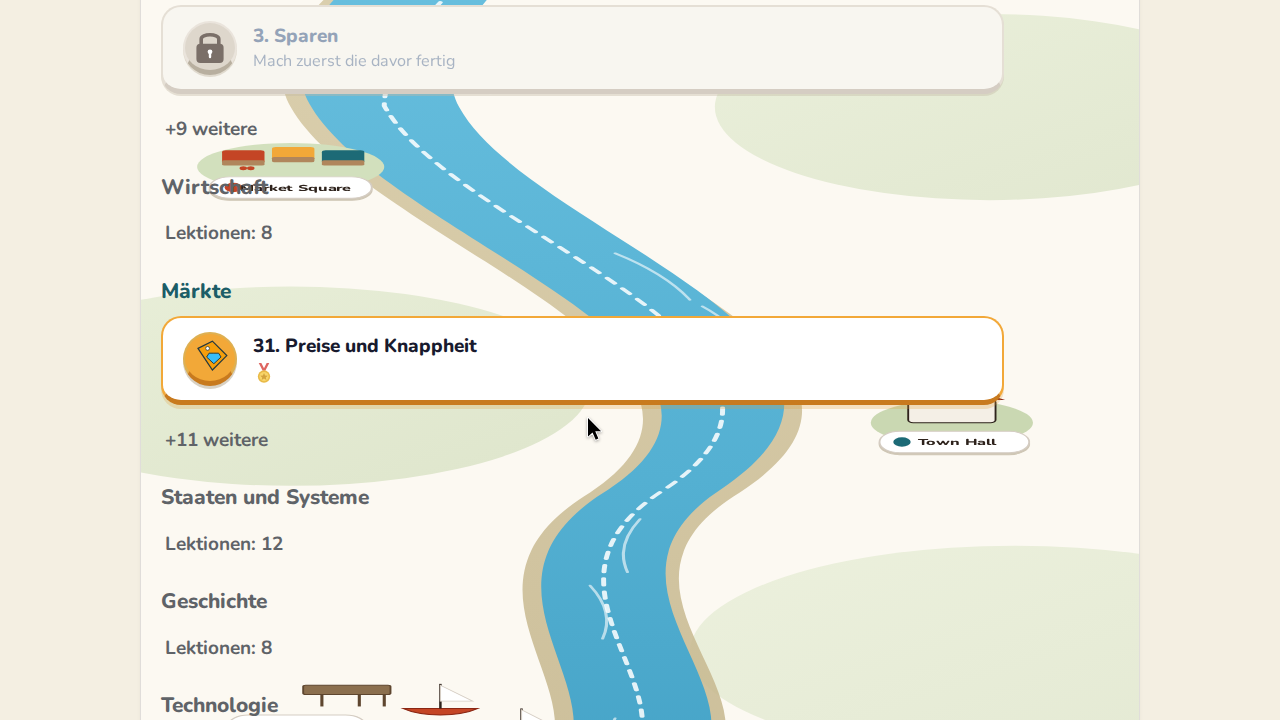 3. Sparen
Mach zuerst die davor fertig
+9 weitere
Wirtschaft
Market Square
Lektionen: 8
Märkte
31. Preise und Knappheit
+11 weitere
Town Hall
Staaten und Systeme
Lektionen: 12
Geschichte
Lektionen: 8
Technologie